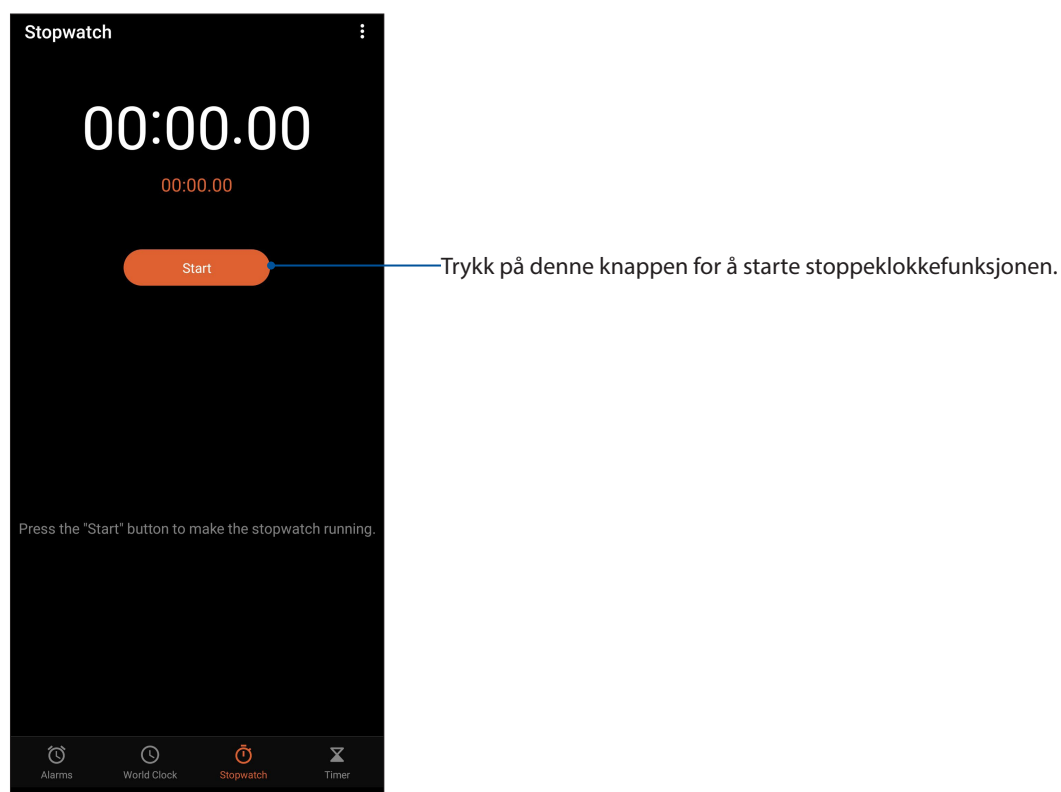 Stopwatch
00:00.00
00:00.00
Start
Trykk på denne knappen for å starte stoppeklokkefunksjonen.
Press the "Start" button to make the stopwatch running.
Alarms World Clock Stopwatch Timer